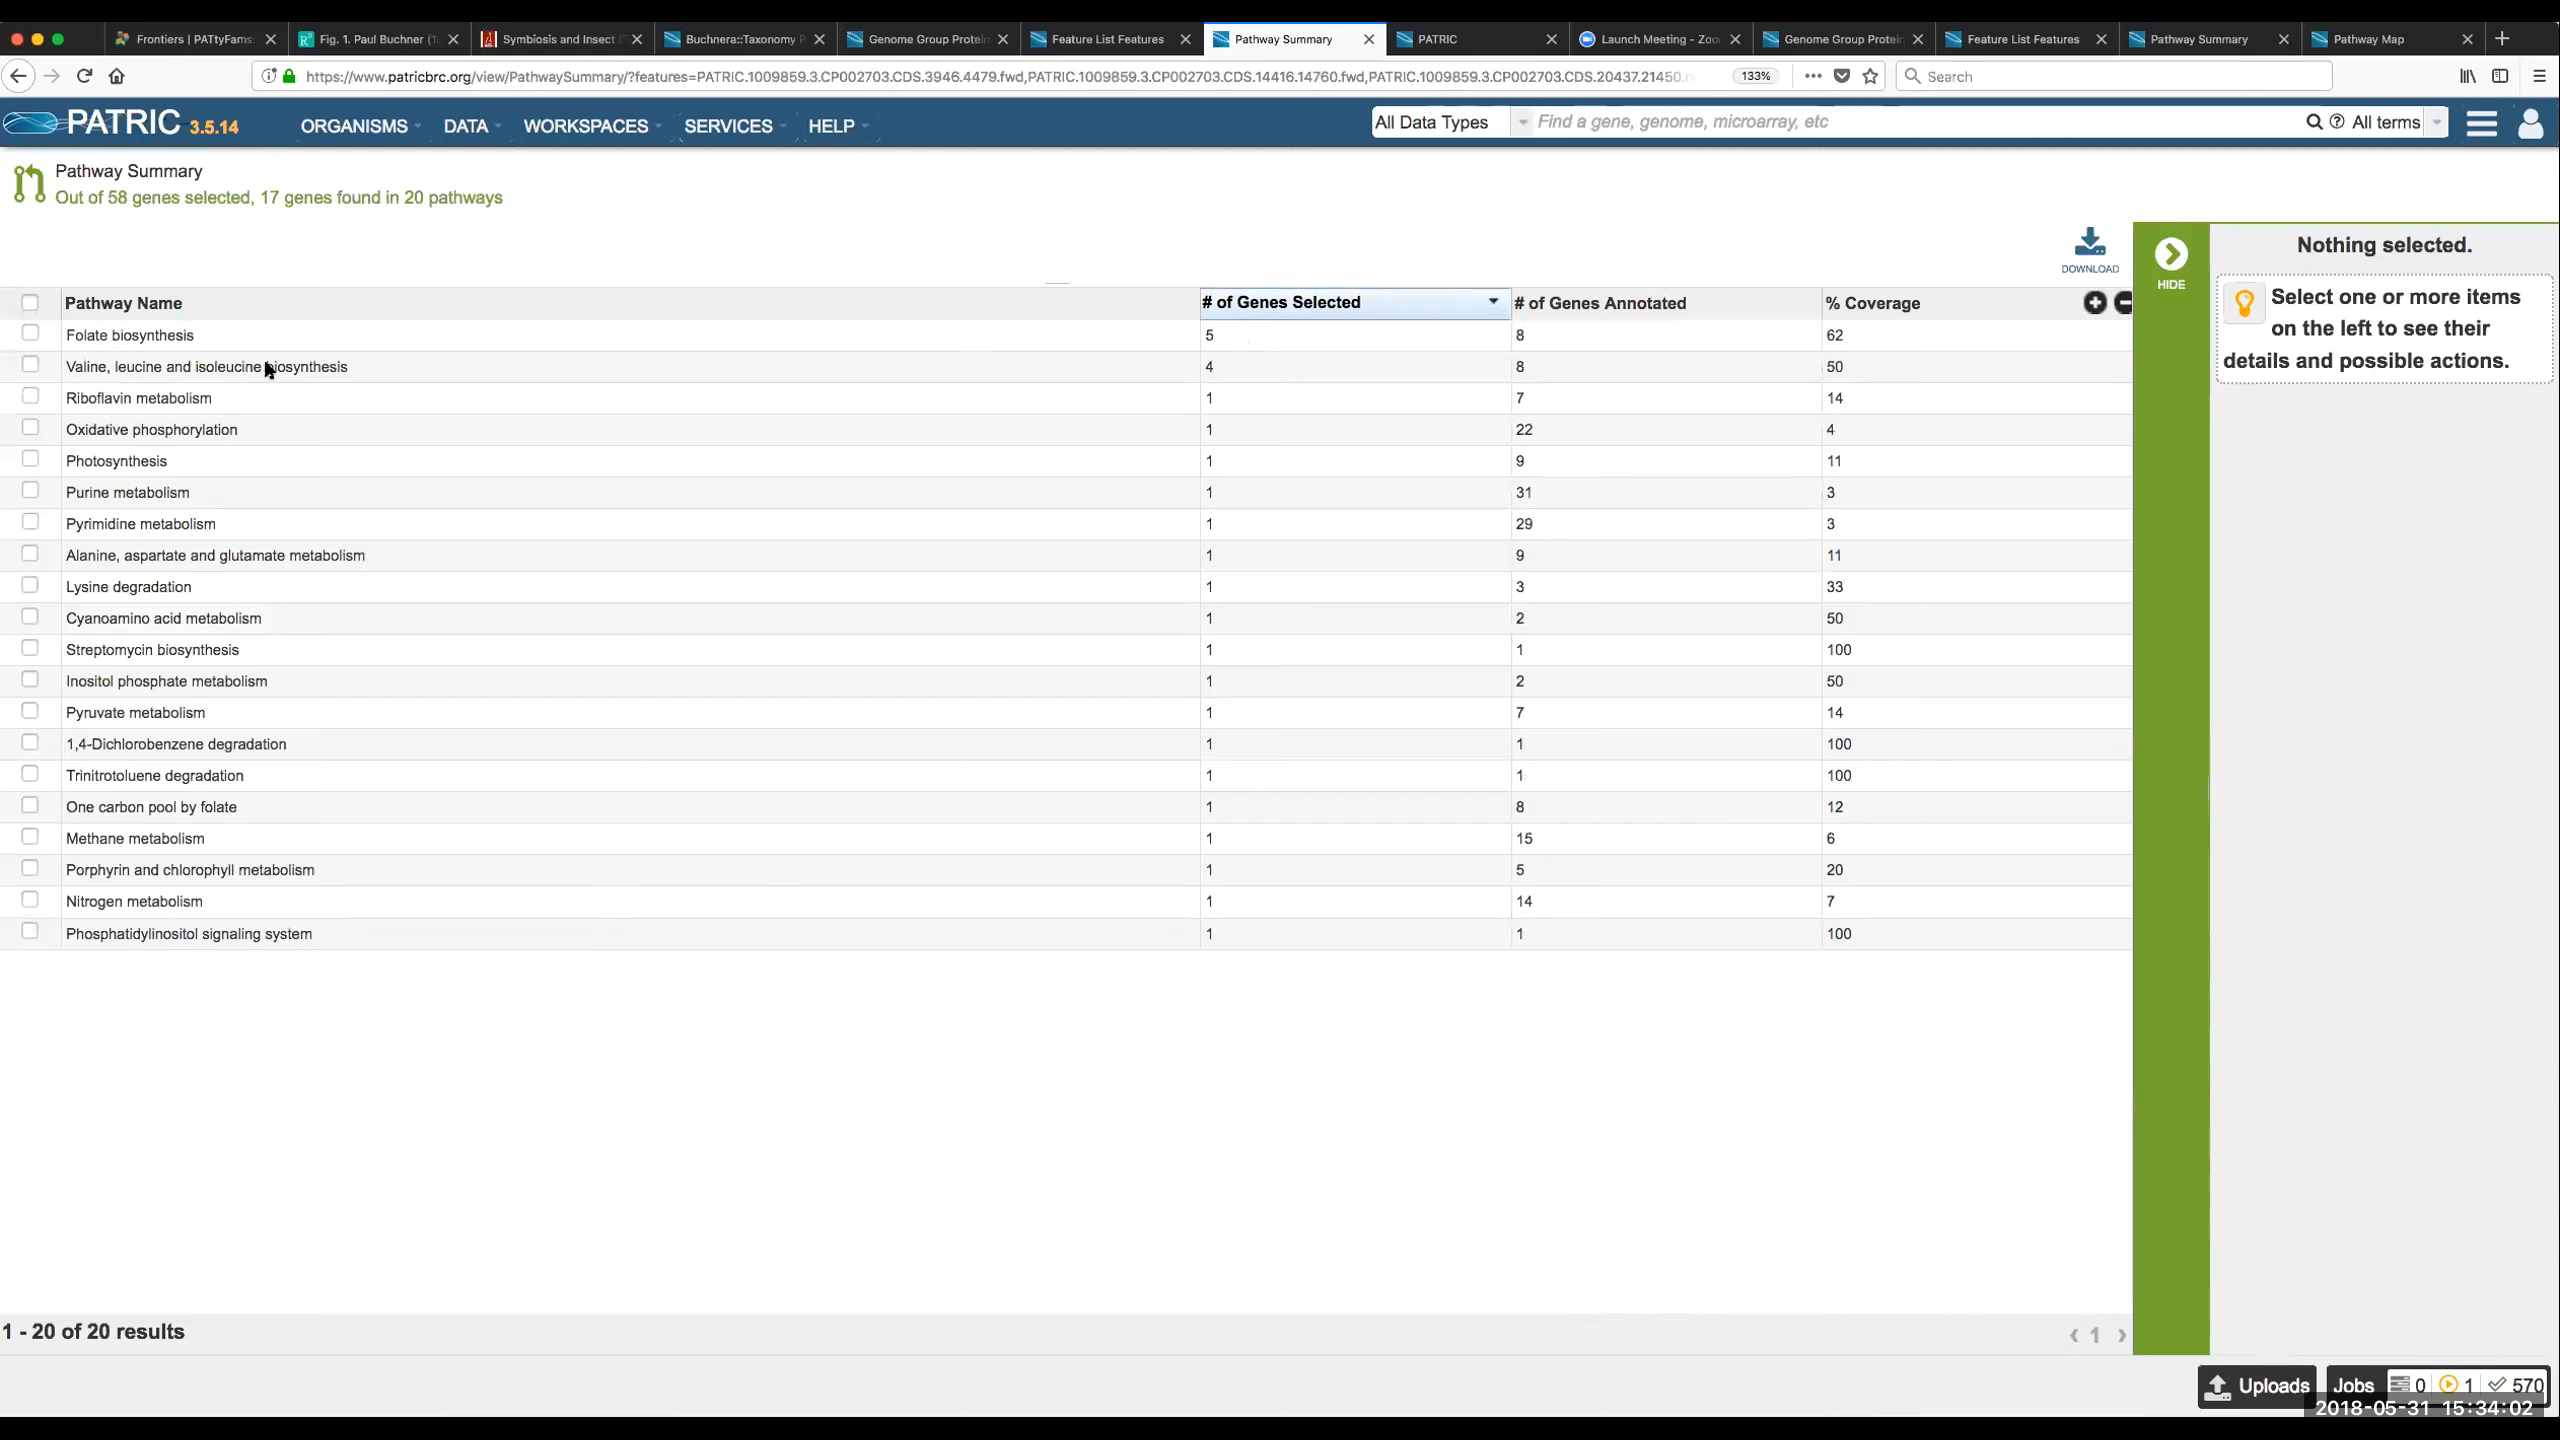 Frontiers | PATtyFams:
Fig. 1. Paul Buchner (1
Symbiosis and Insect
Buchnera::Taxonomy P
Genome Group Protein
Feature List Features
Pathway Summary
PATRIC
Launch Meeting - Zoo
Genome Group Protein
Feature List Features
Pathway Summary
Pathway Map
https://www.patricbrc.org/view/PathwaySummary/?features=PATRIC.1009859.3.CP002703.CDS.3946.4479.fwd,PATRIC.1009859.3.CP002703.CDS.14416.14760.fwd,PATRIC.1009859.3.CP002703.CDS.20437.21450.r
133%
Search
PATRIC 3.5.14
ORGANISMS
DATA
WORKSPACES
SERVICES
HELP
All Data Types
Find a gene, genome, microarray, etc
All terms
Pathway Summary
Out of 58 genes selected, 17 genes found in 20 pathways
DOWNLOAD
HIDE
Nothing selected.
Select one or more items
on the left to see their
details and possible actions.
Pathway Name # of Genes Selected # of Genes Annotated % Coverage
Folate biosynthesis 5 8 62
Valine, leucine and isoleucine biosynthesis 4 8 50
Riboflavin metabolism 1 7 14
Oxidative phosphorylation 1 22 4
Photosynthesis 1 9 11
Purine metabolism 1 31 3
Pyrimidine metabolism 1 29 3
Alanine, aspartate and glutamate metabolism 1 9 11
Lysine degradation 1 3 33
Cyanoamino acid metabolism 1 2 50
Streptomycin biosynthesis 1 1 100
Inositol phosphate metabolism 1 2 50
Pyruvate metabolism 1 7 14
1,4-Dichlorobenzene degradation 1 1 100
Trinitrotoluene degradation 1 1 100
One carbon pool by folate 1 8 12
Methane metabolism 1 15 6
Porphyrin and chlorophyll metabolism 1 5 20
Nitrogen metabolism 1 14 7
Phosphatidylinositol signaling system 1 1 100
1 - 20 of 20 results
1
Uploads
Jobs 0 1 570
2018-05-31 15:34:02